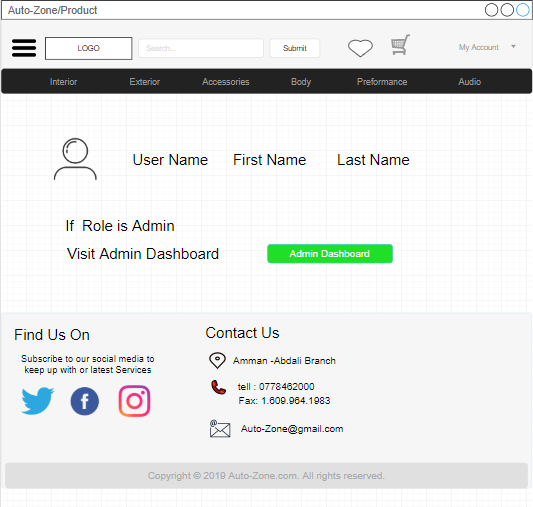 Auto-Zone/Product
LOGO
Search...
Submit
My Account
Interior Exterior Accessories Body Preformance Audio
User Name First Name Last Name
If Role is Admin
Visit Admin Dashboard
Admin Dashboard
Find Us On
Subscribe to our social media to
keep up with or latest Services
Contact Us
Amman -Abdali Branch
tell : 0778462000
Fax: 1.609.964.1983
Auto-Zone@gmail.com
Copyright © 2019 Auto-Zone.com. All rights reserved.